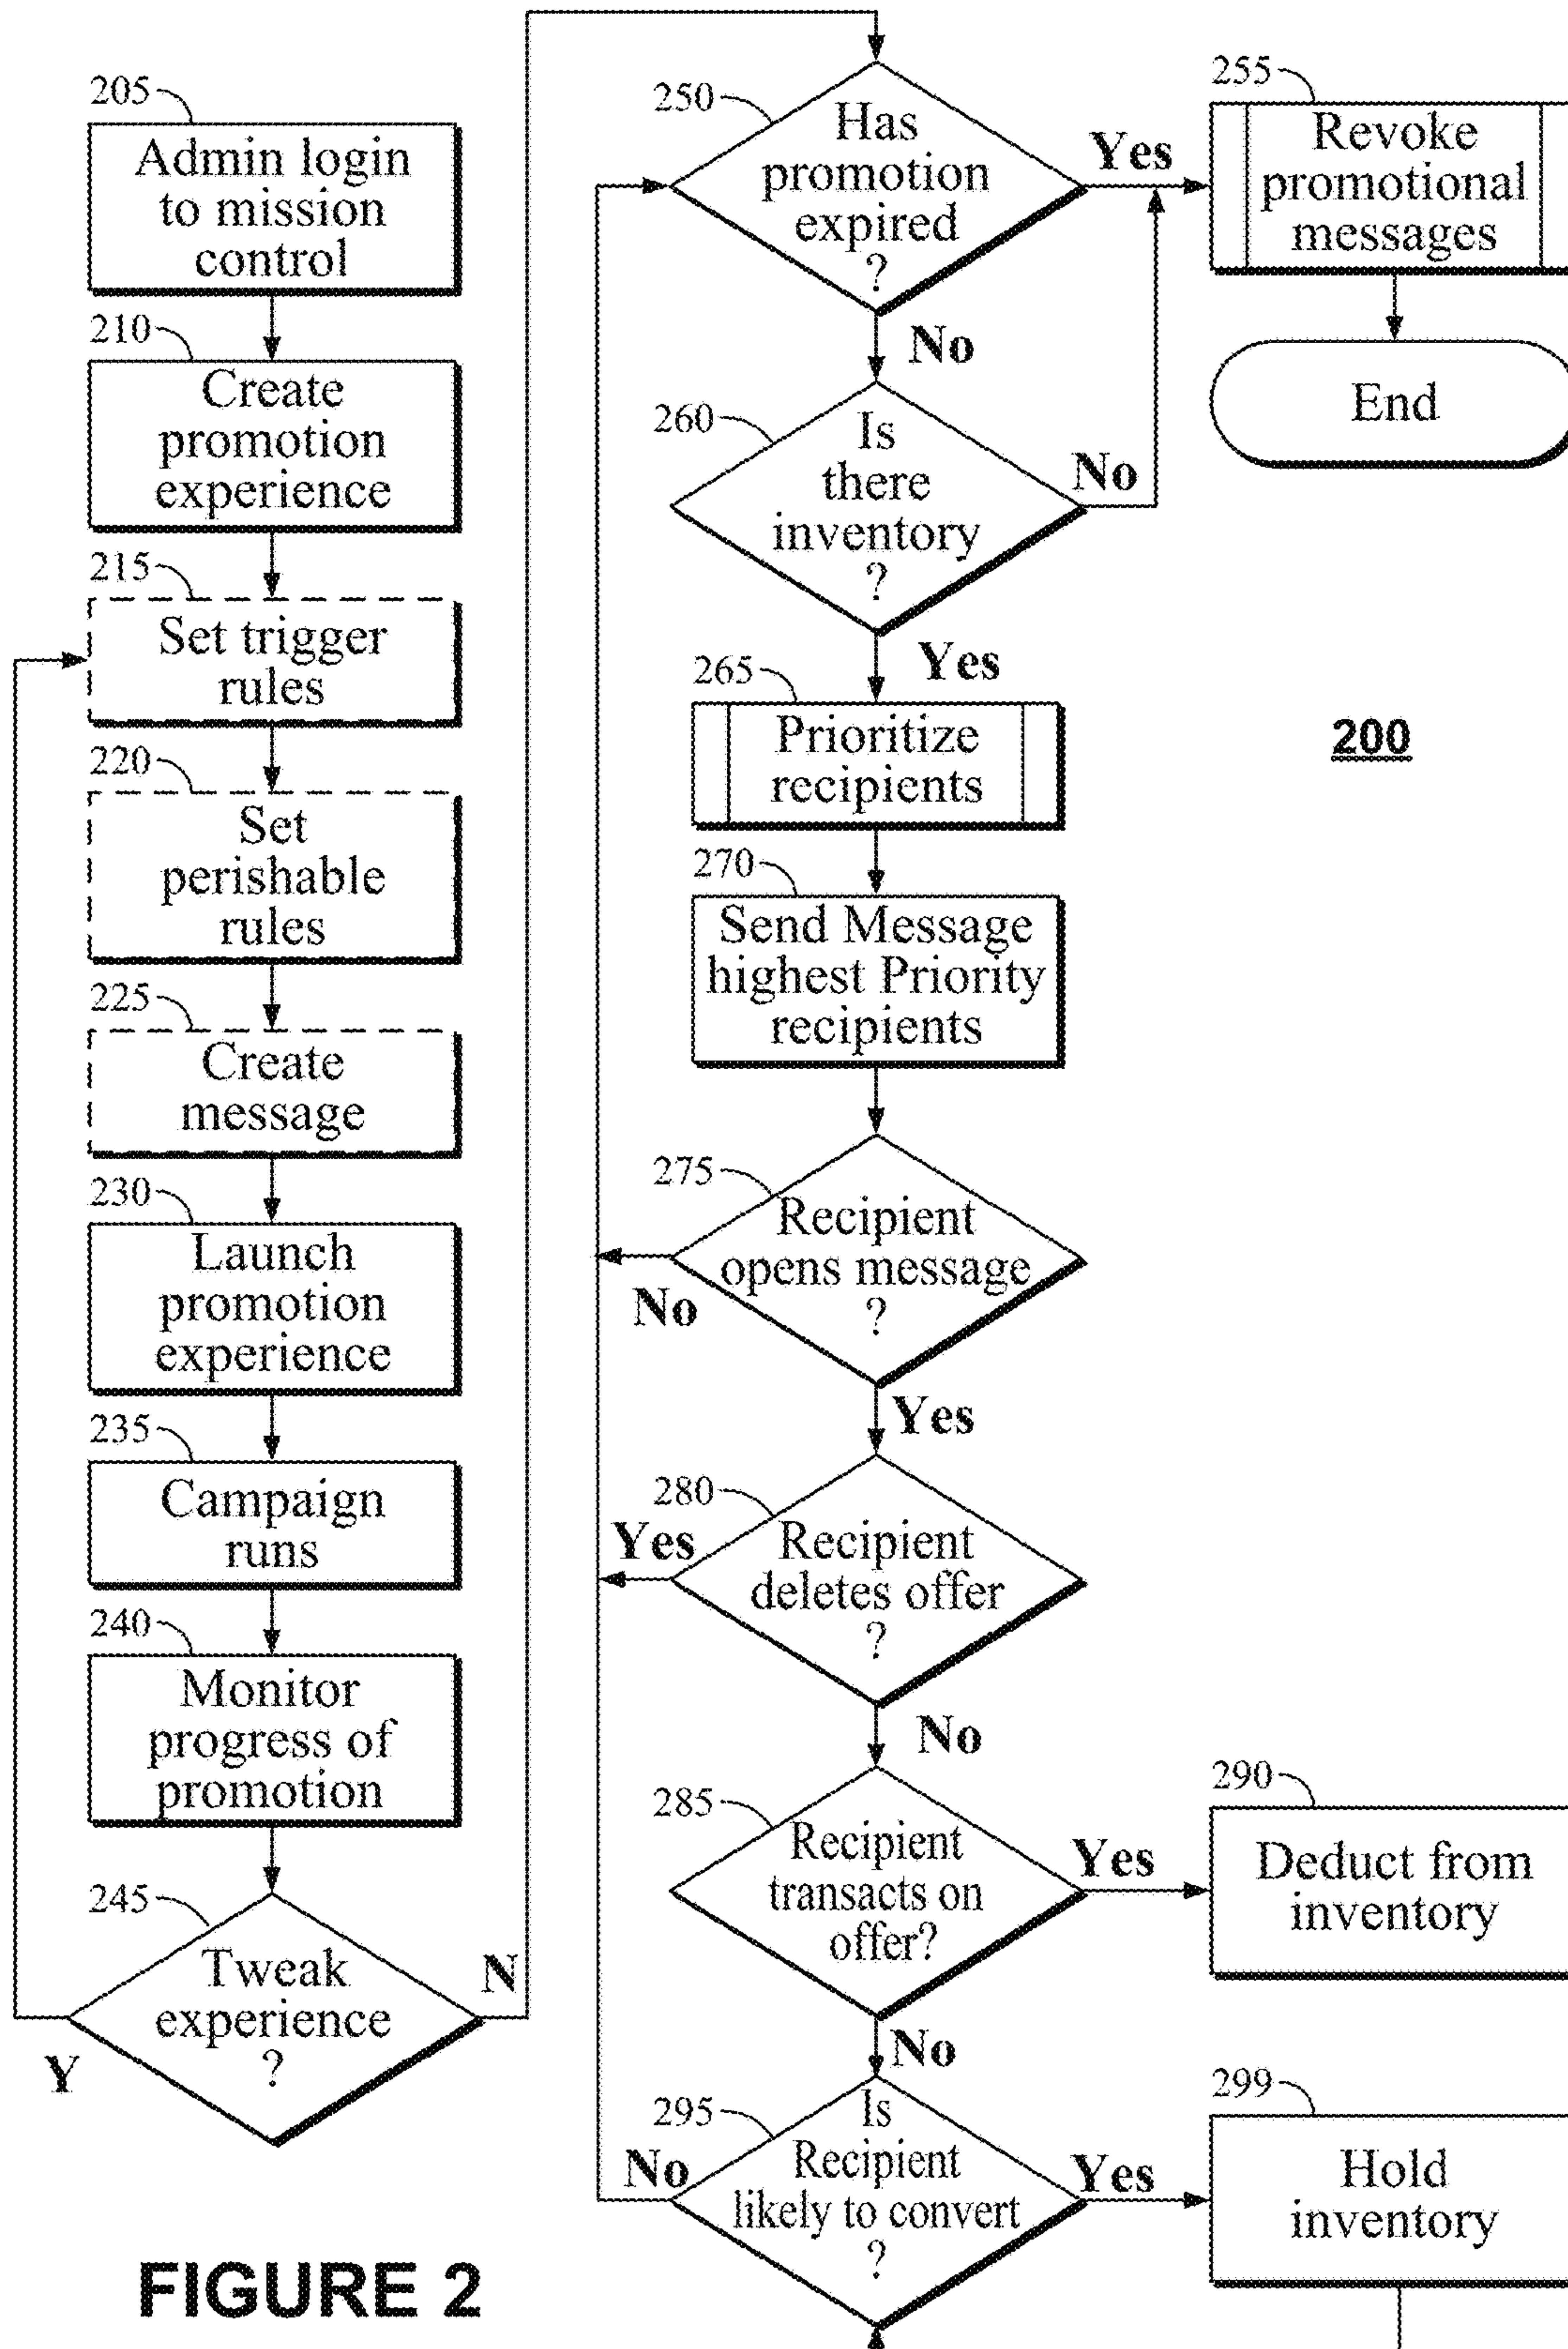 205
Admin login
to mission
control
210
Create
promotion
experience
215
Set trigger
rules
220
Set
perishable
rules
225
Create
message
230
Launch
promotion
experience
235
Campaign
runs
240
Monitor
progress of
promotion
245
Tweak
experience
?
Y
N
250
Has
promotion
expired
?
Yes
No
255
Revoke
promotional
messages
End
260
Is
there
inventory
?
No
Yes
200
265
Prioritize
recipients
270
Send Message
highest Priority
recipients
275
Recipient
opens message
?
No
Yes
280
Recipient
deletes offer
?
Yes
No
285
Recipient
transacts on
offer?
Yes
No
290
Deduct from
inventory
295
Is
Recipient
likely to convert
?
No
Yes
299
Hold
inventory
FIGURE 2